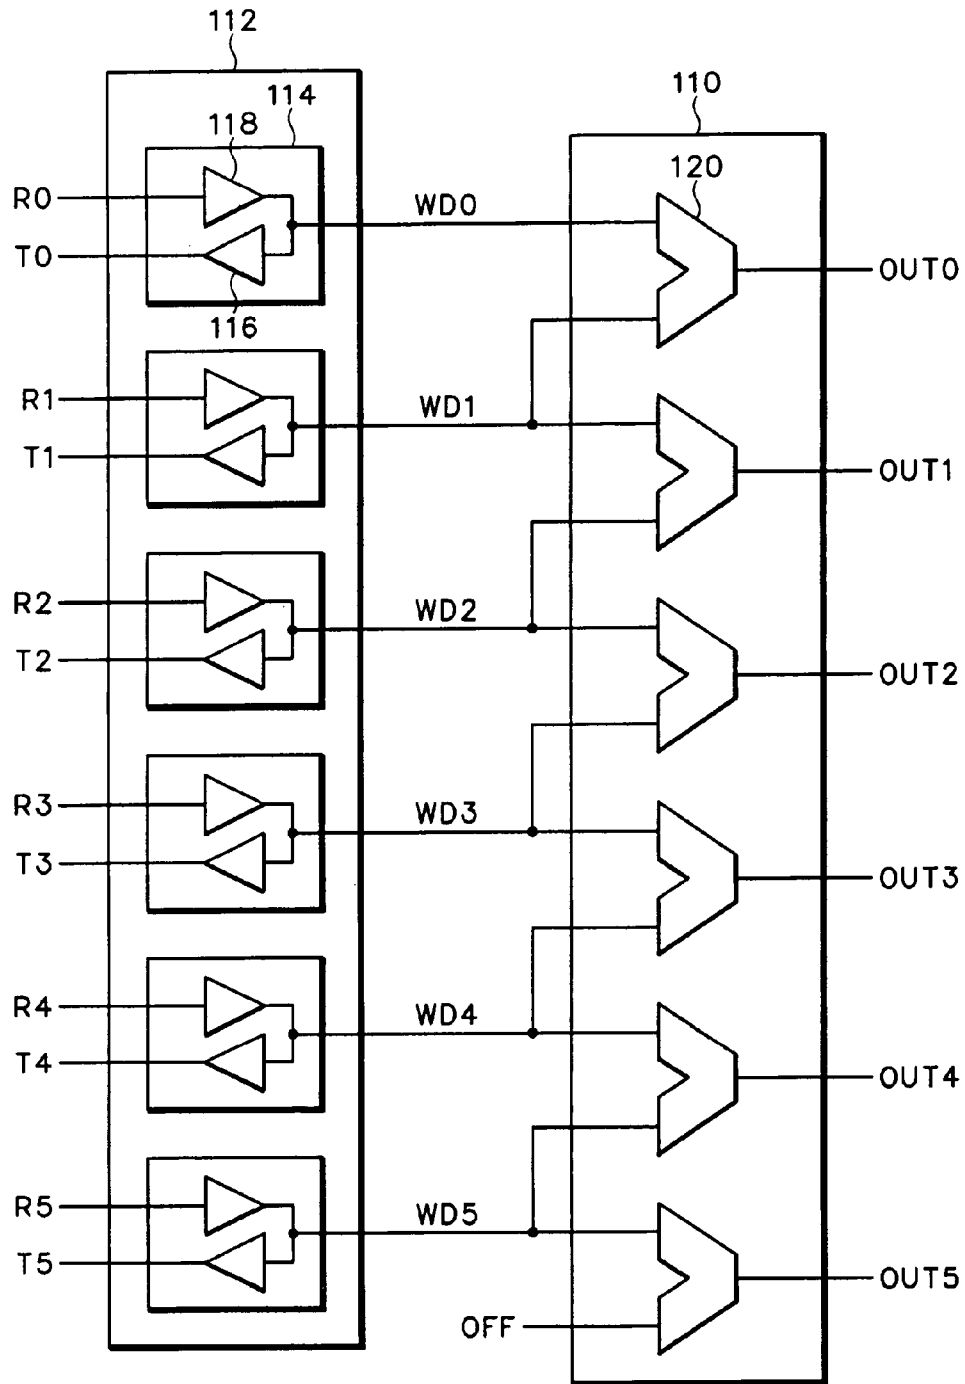 112
114
118
110
120
R0
WD0
T0
OUT0
116
R1
WD1
T1
OUT1
R2
WD2
T2
OUT2
R3
WD3
T3
OUT3
R4
WD4
T4
OUT4
R5
WD5
T5
OUT5
OFF